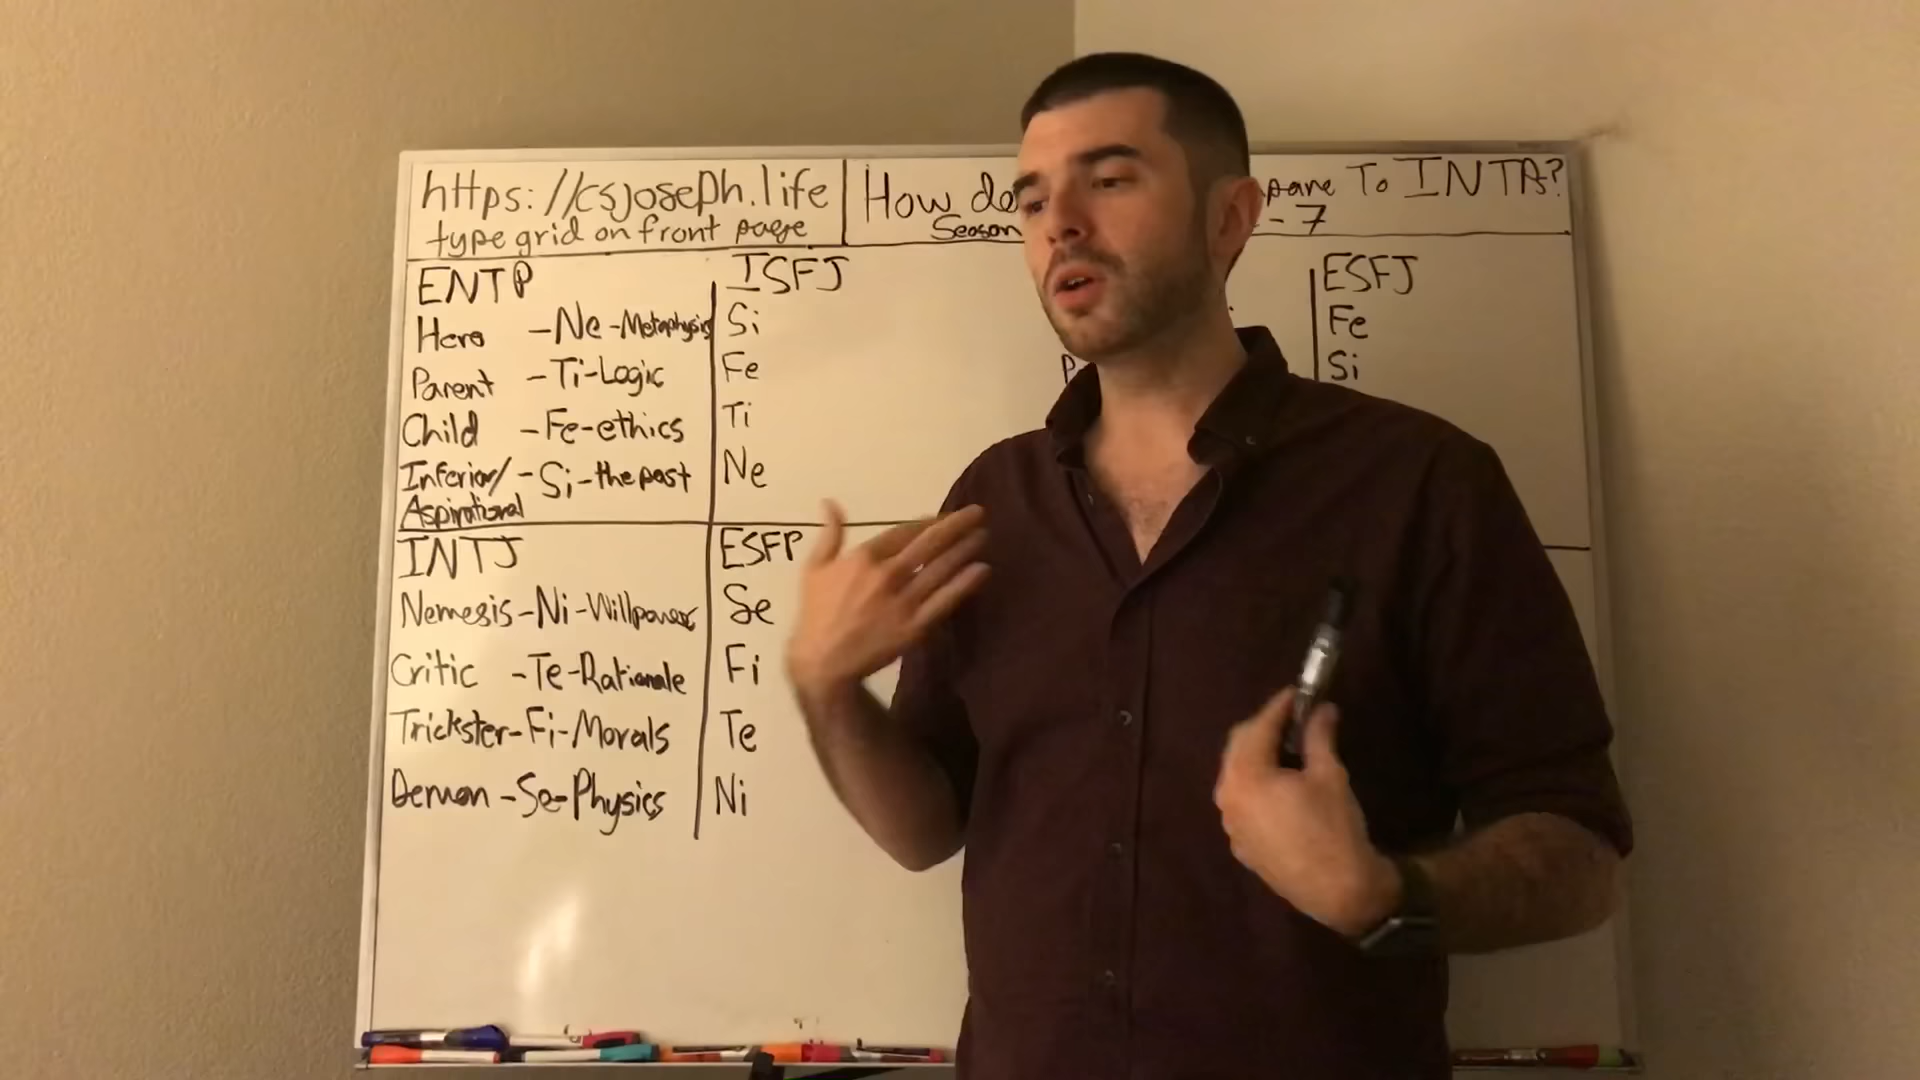 https://csjoseph.life
type grid on front page
How do
To INTP?
Season
- 7
ENTP
Hero - Ne - Metaphysics
Parent - Ti - Logic
Child - Fe - ethics
Inferior/ - Si - the past
Aspirational
ISFJ
Si
Fe
Ti
Ne
P
ESFJ
Fe
Si
INTJ
Nemesis - Ni - Willpower
Critic - Te - Rationale
Trickster - Fi - Morals
Demon - Se - Physics
ESFP
Se
Fi
Te
Ni